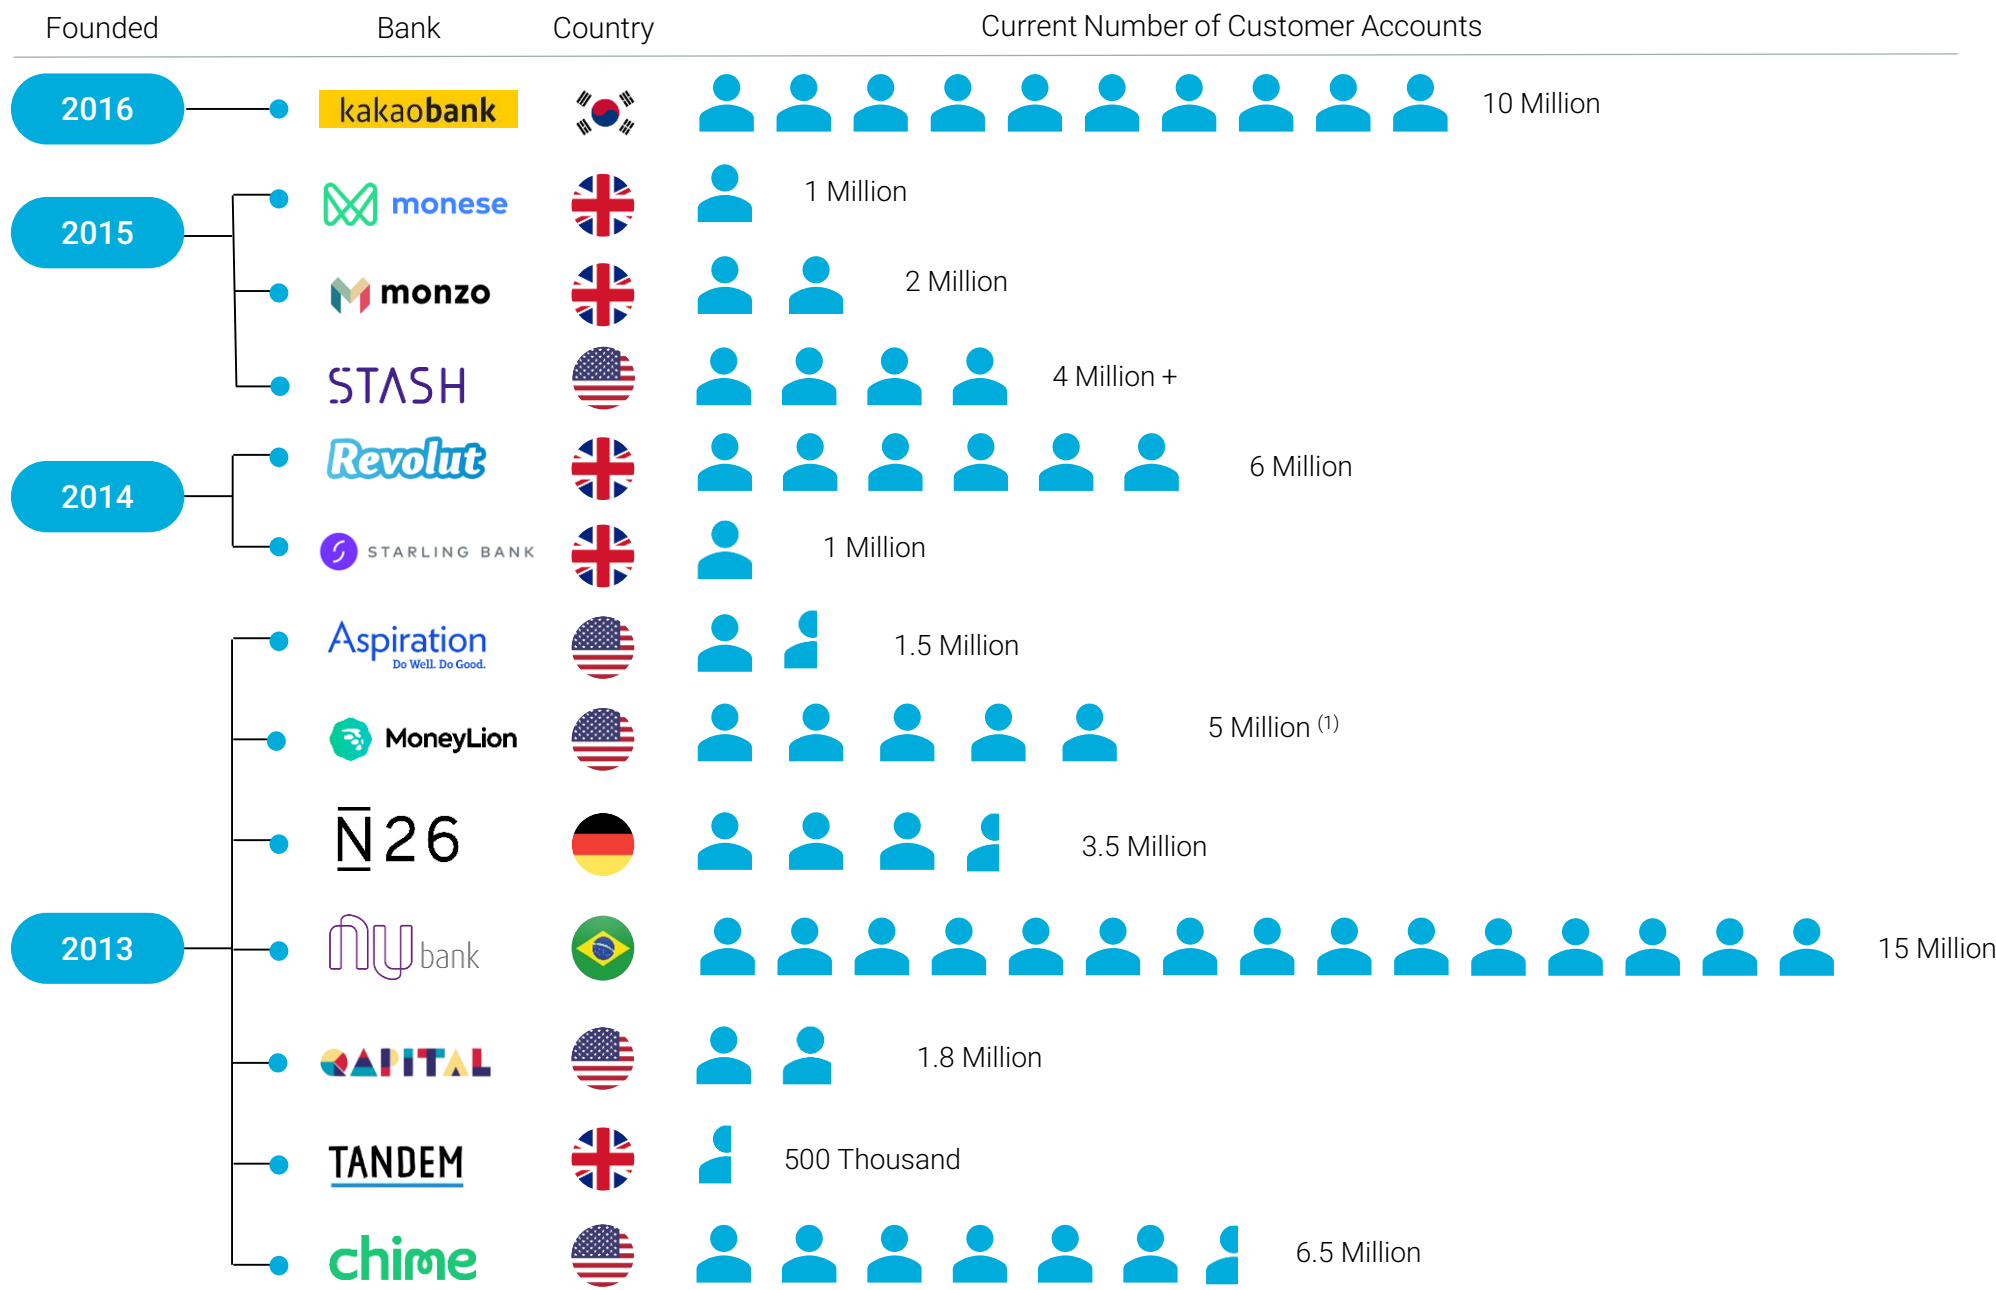 Founded Bank Country Current Number of Customer Accounts
2016 kakaobank 10 Million
monese 1 Million
2015
monzo 2 Million
STASH 4 Million +
Revolut 6 Million
2014
STARLING BANK 1 Million
Aspiration 1.5 Million
Do Well. Do Good.
MoneyLion 5 Million (1)
N26 3.5 Million
2013 nubank 15 Million
QAPITAL 1.8 Million
TANDEM 500 Thousand
chime 6.5 Million